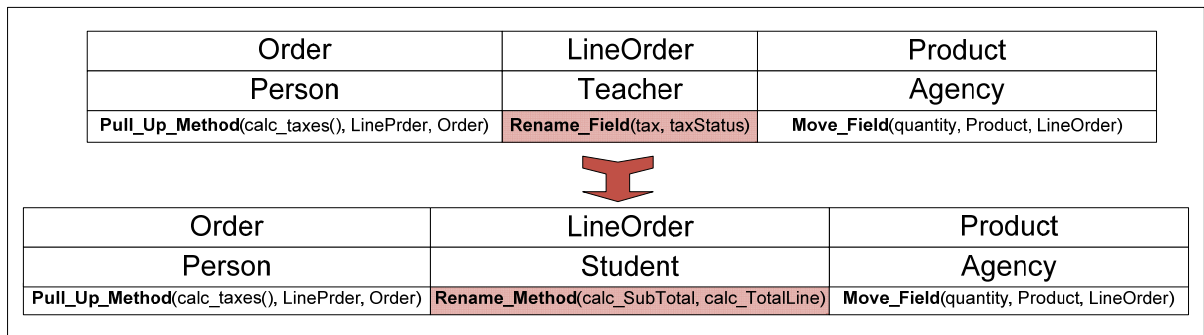 Order LineOrder Product
Person Teacher Agency
Pull_Up_Method(calc_taxes(), LinePrder, Order) Rename_Field(tax, taxStatus) Move_Field(quantity, Product, LineOrder)
Order LineOrder Product
Person Student Agency
Pull_Up_Method(calc_taxes(), LinePrder, Order) Rename_Method(calc_SubTotal, calc_TotalLine) Move_Field(quantity, Product, LineOrder)